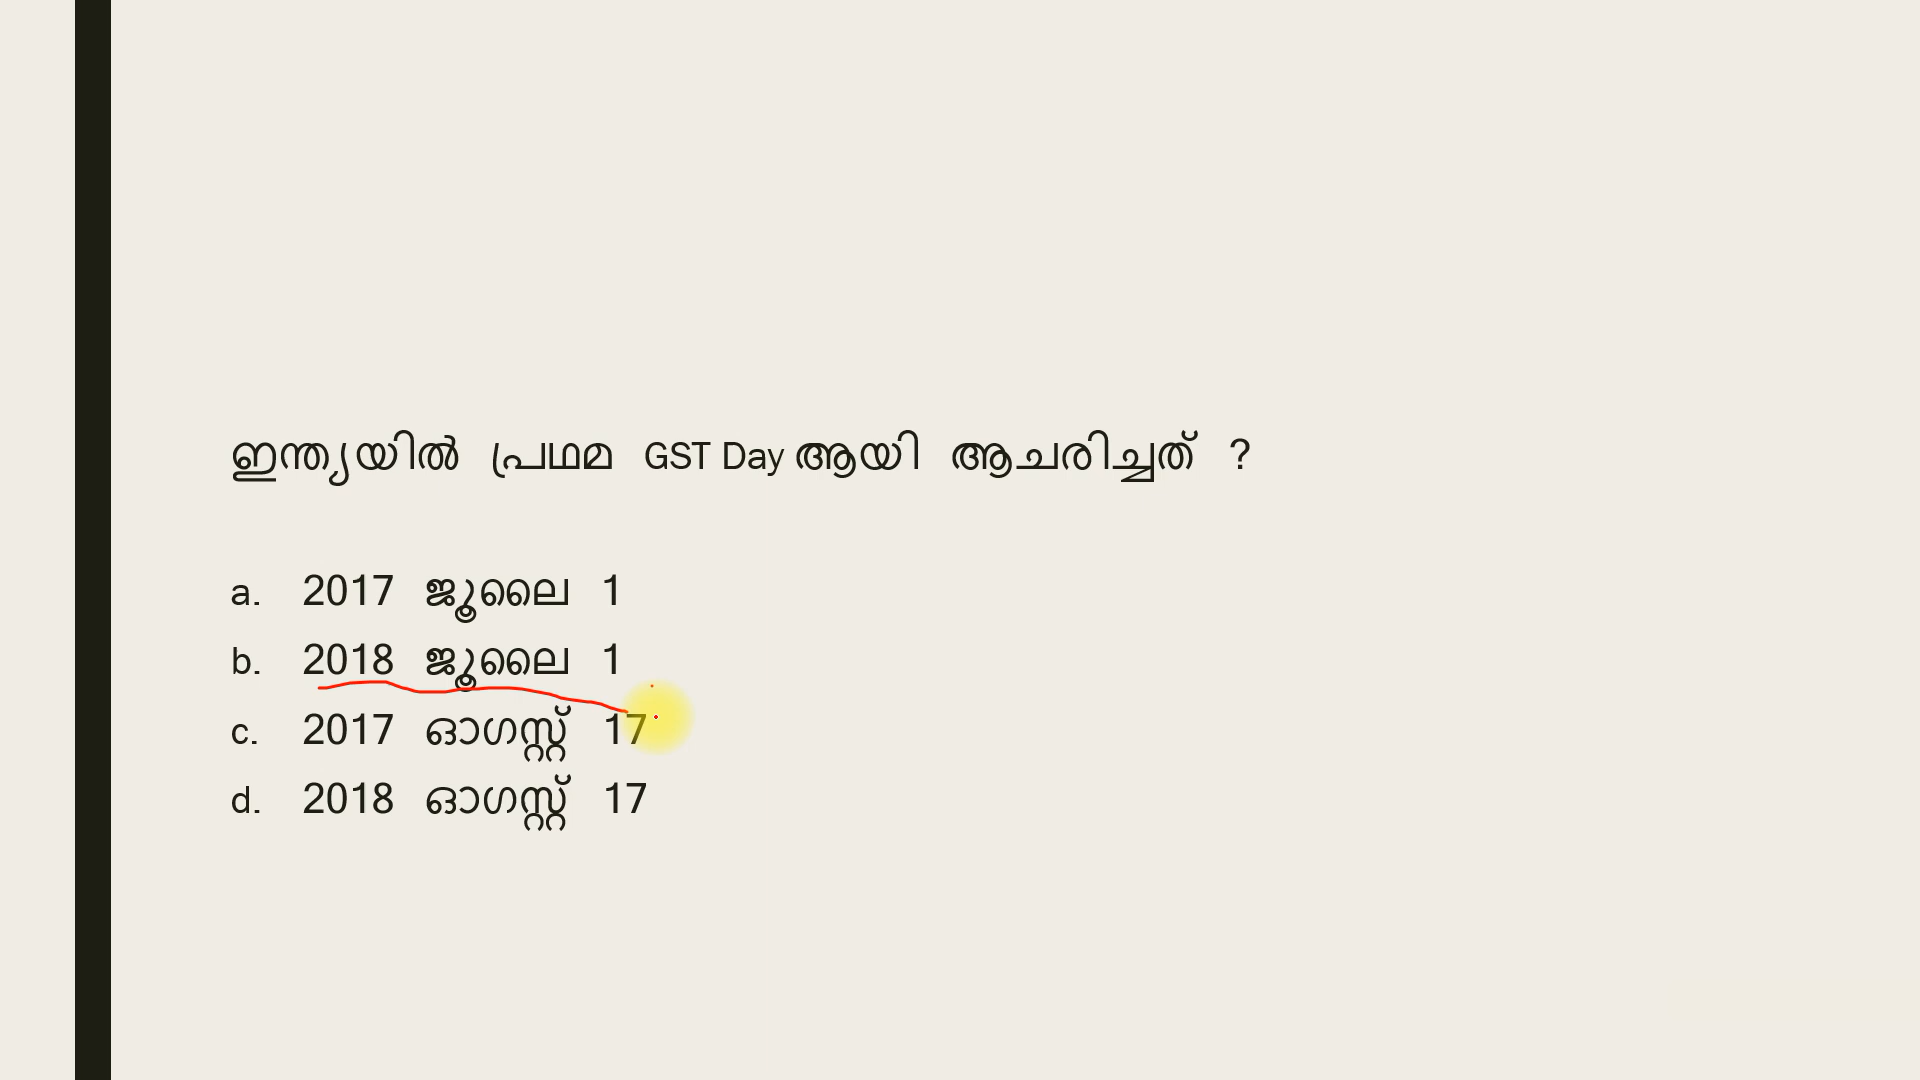 ഇന്ത്യയിൽ പ്രഥമ GST Day ആയി ആചരിച്ചത് ?
a. 2017 ജൂലൈ 1
b. 2018 ജൂലൈ 1
c. 2017 ഓഗസ്റ്റ് 17
d. 2018 ഓഗസ്റ്റ് 17